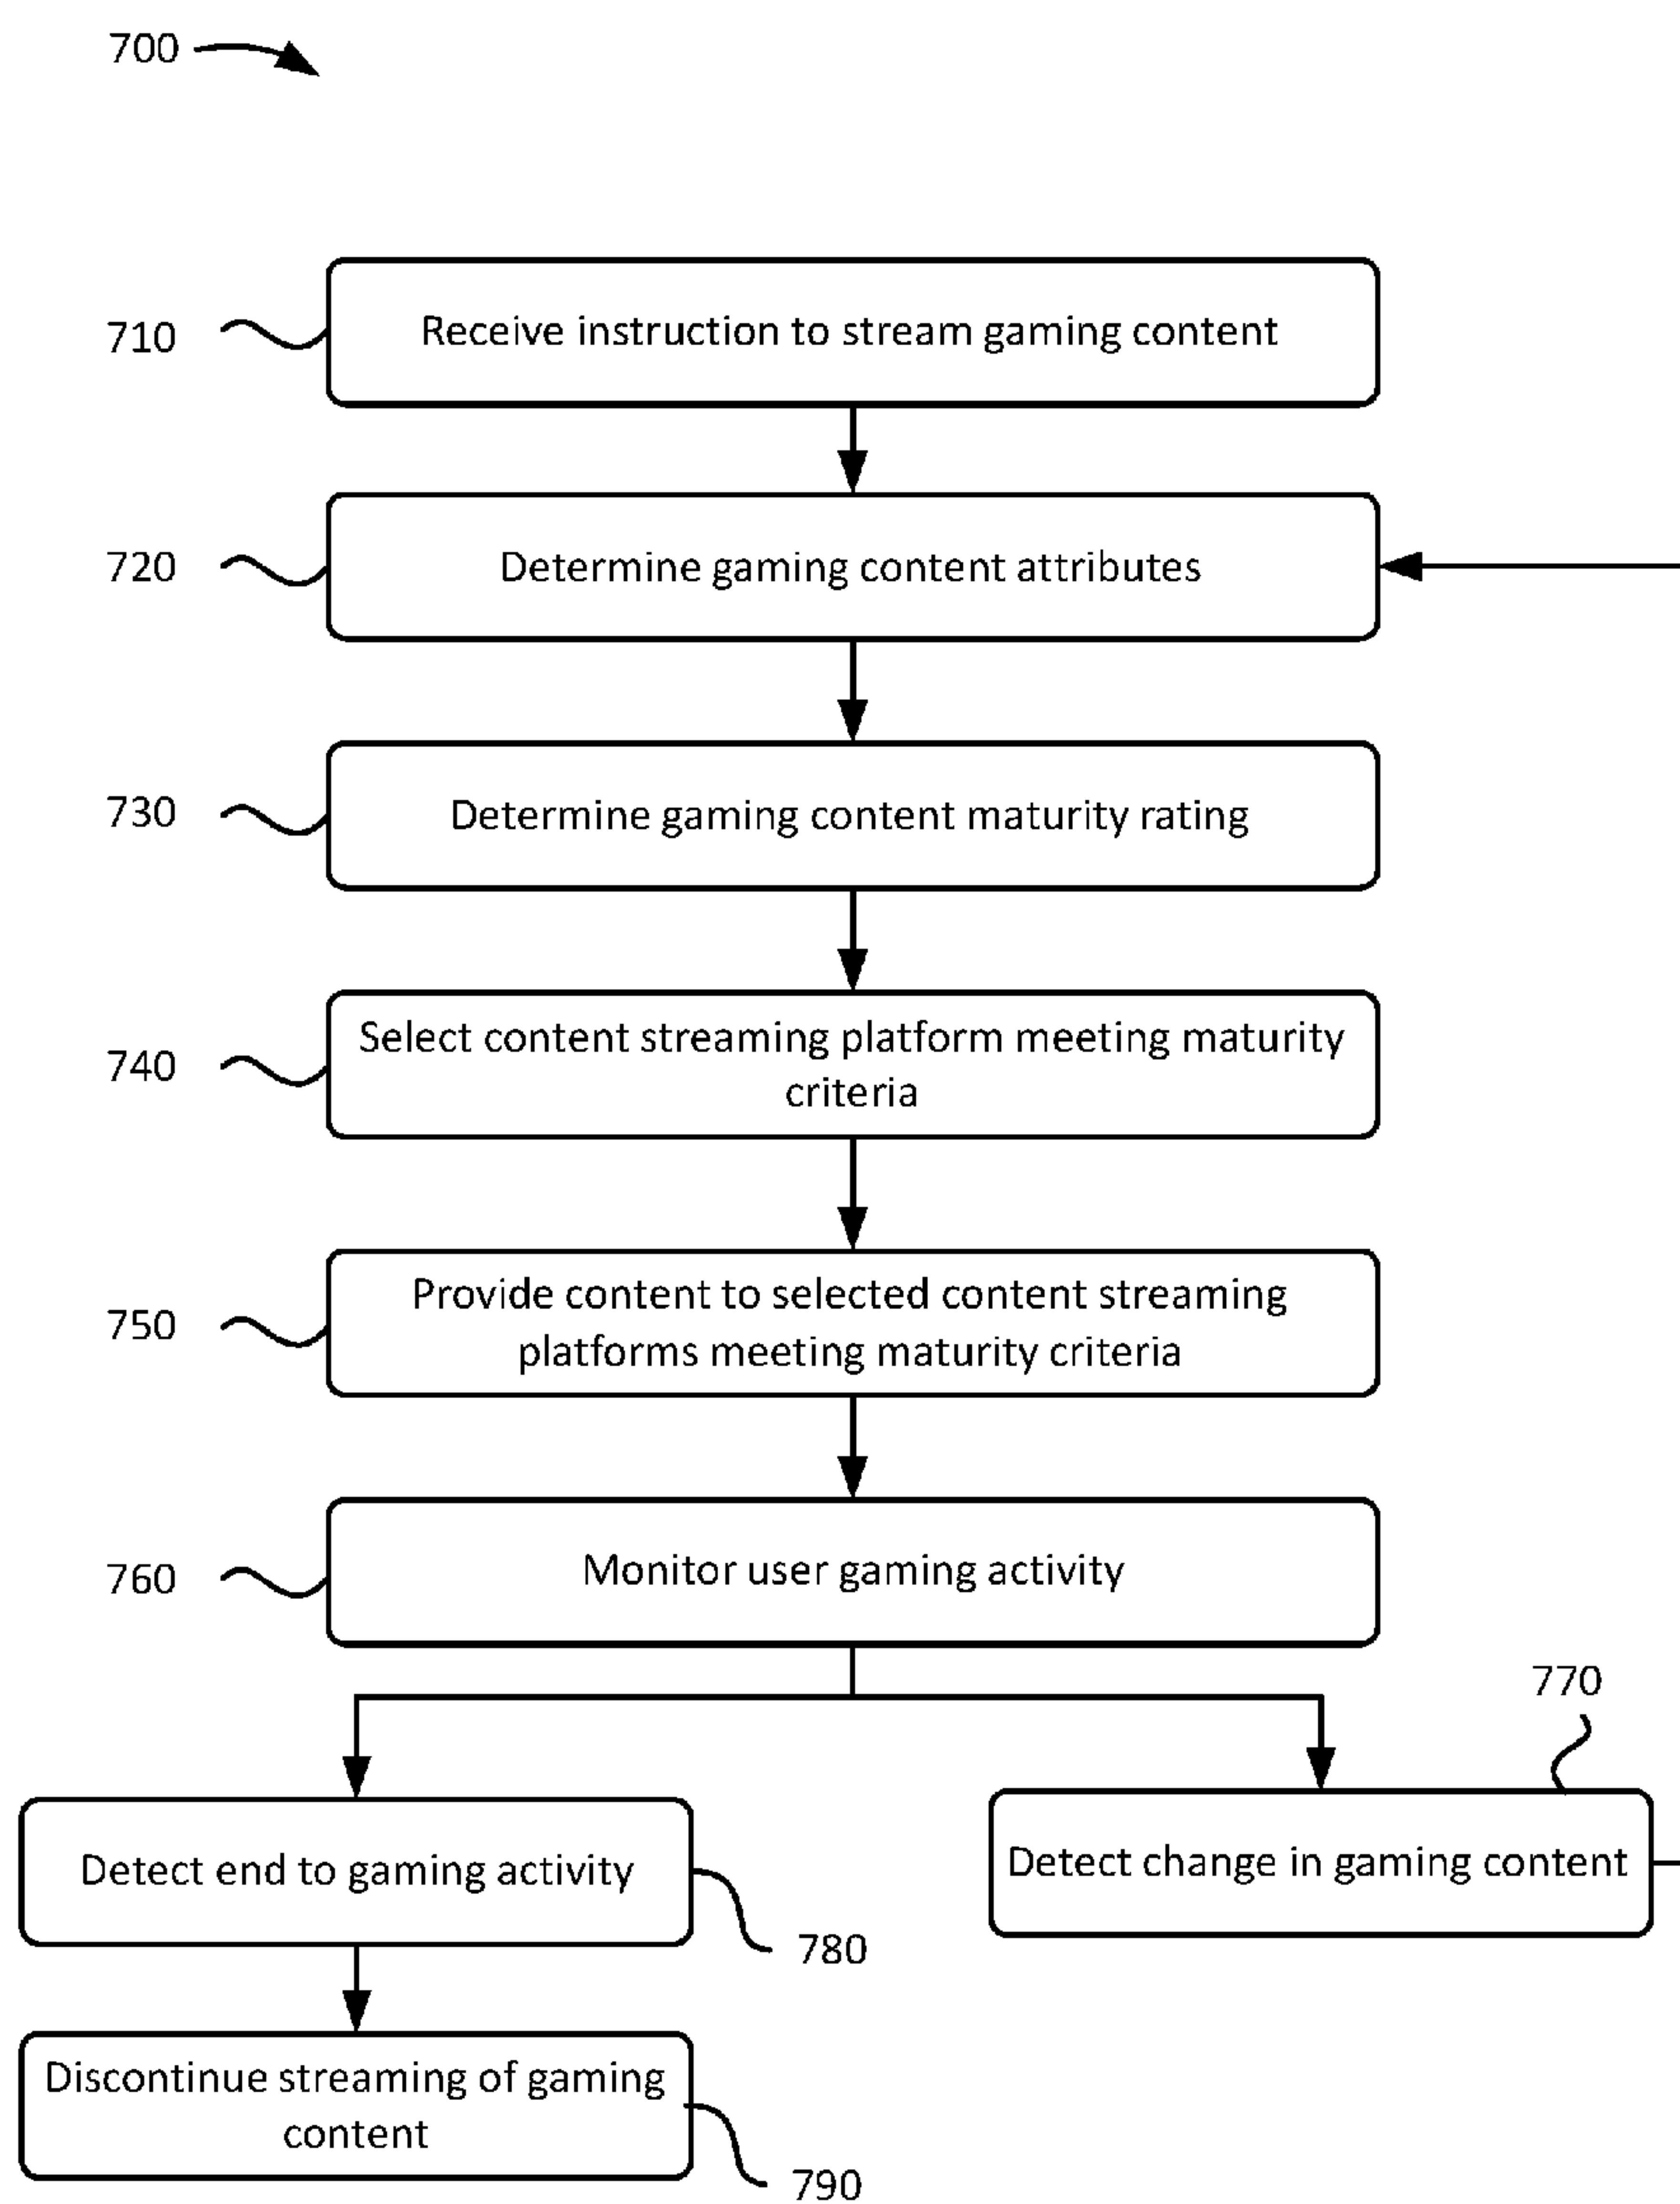 700
710
Receive instruction to stream gaming content
720
Determine gaming content attributes
730
Determine gaming content maturity rating
740
Select content streaming platform meeting maturity
criteria
750
Provide content to selected content streaming
platforms meeting maturity criteria
760
Monitor user gaming activity
770
Detect end to gaming activity
Detect change in gaming content
780
Discontinue streaming of gaming
content
790